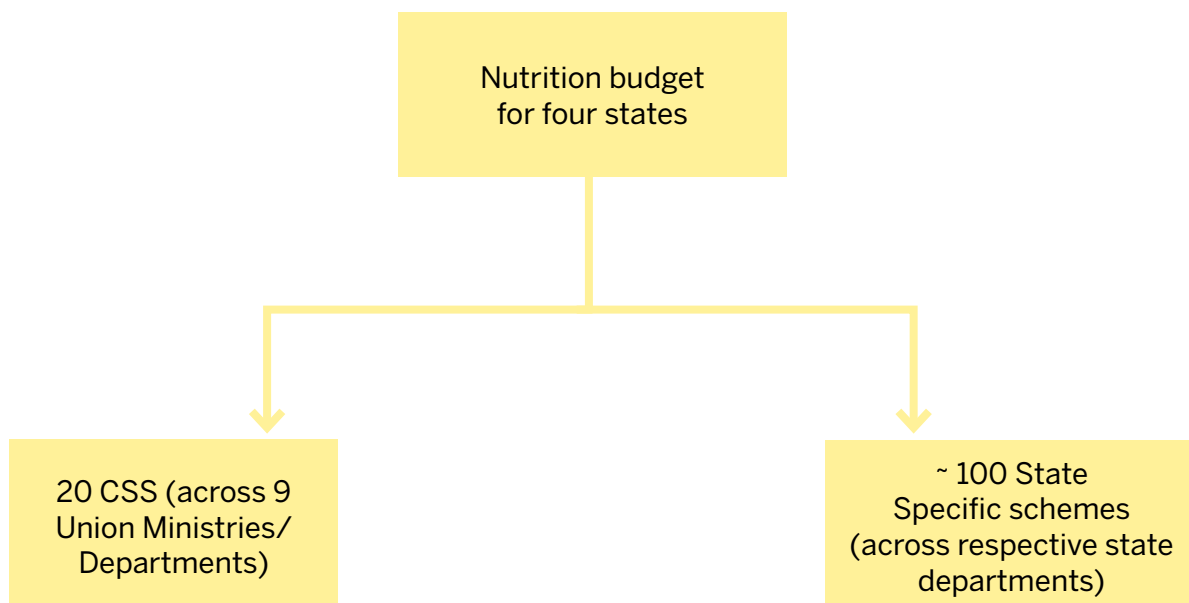 Nutrition budget
for four states
20 CSS (across 9
Union Ministries/
Departments)
~ 100 State
Specific schemes
(across respective state
departments)